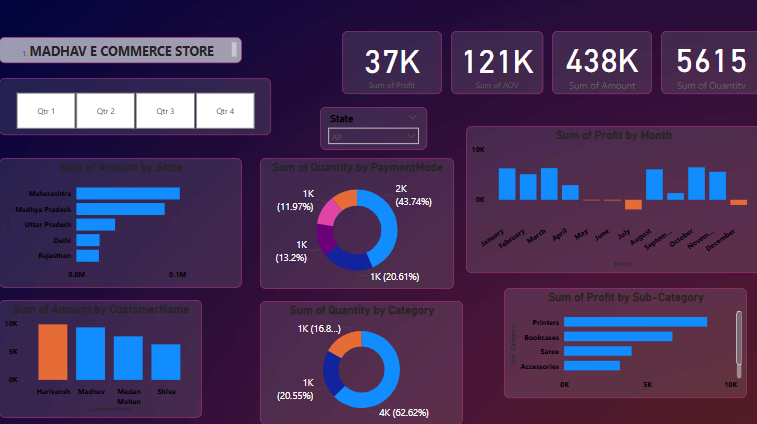 1. MADHAV E COMMERCE STORE
37K
Sum of Profit
121K
Sum of AOV
438K
Sum of Amount
5615
Sum of Quantity
Qtr 1
Qtr 2
Qtr 3
Qtr 4
State
All
Sum of Amount by State
Maharashtra
Madhya Pradesh
Uttar Pradesh
Delhi
Rajasthan
0.0M
0.1M
Sum of Quantity by PaymentMode
1K
(11.97%)
2K
(43.74%)
1K
(13.2%)
1K (20.61%)
Sum of Profit by Month
10K
0K
January
February
March
April
May
June
July
August
Septem...
October
Novem...
December
Month
Sum of Amount by CustomerName
10K
5K
0K
Harivansh
Madhav
Madan
Mohan
Shiva
CustomerName
Sum of Quantity by Category
1K (16.8...)
1K
(20.55%)
4K (62.62%)
Sum of Profit by Sub-Category
Sub-Category
Printers
Bookcases
Saree
Accessories
0K
5K
10K